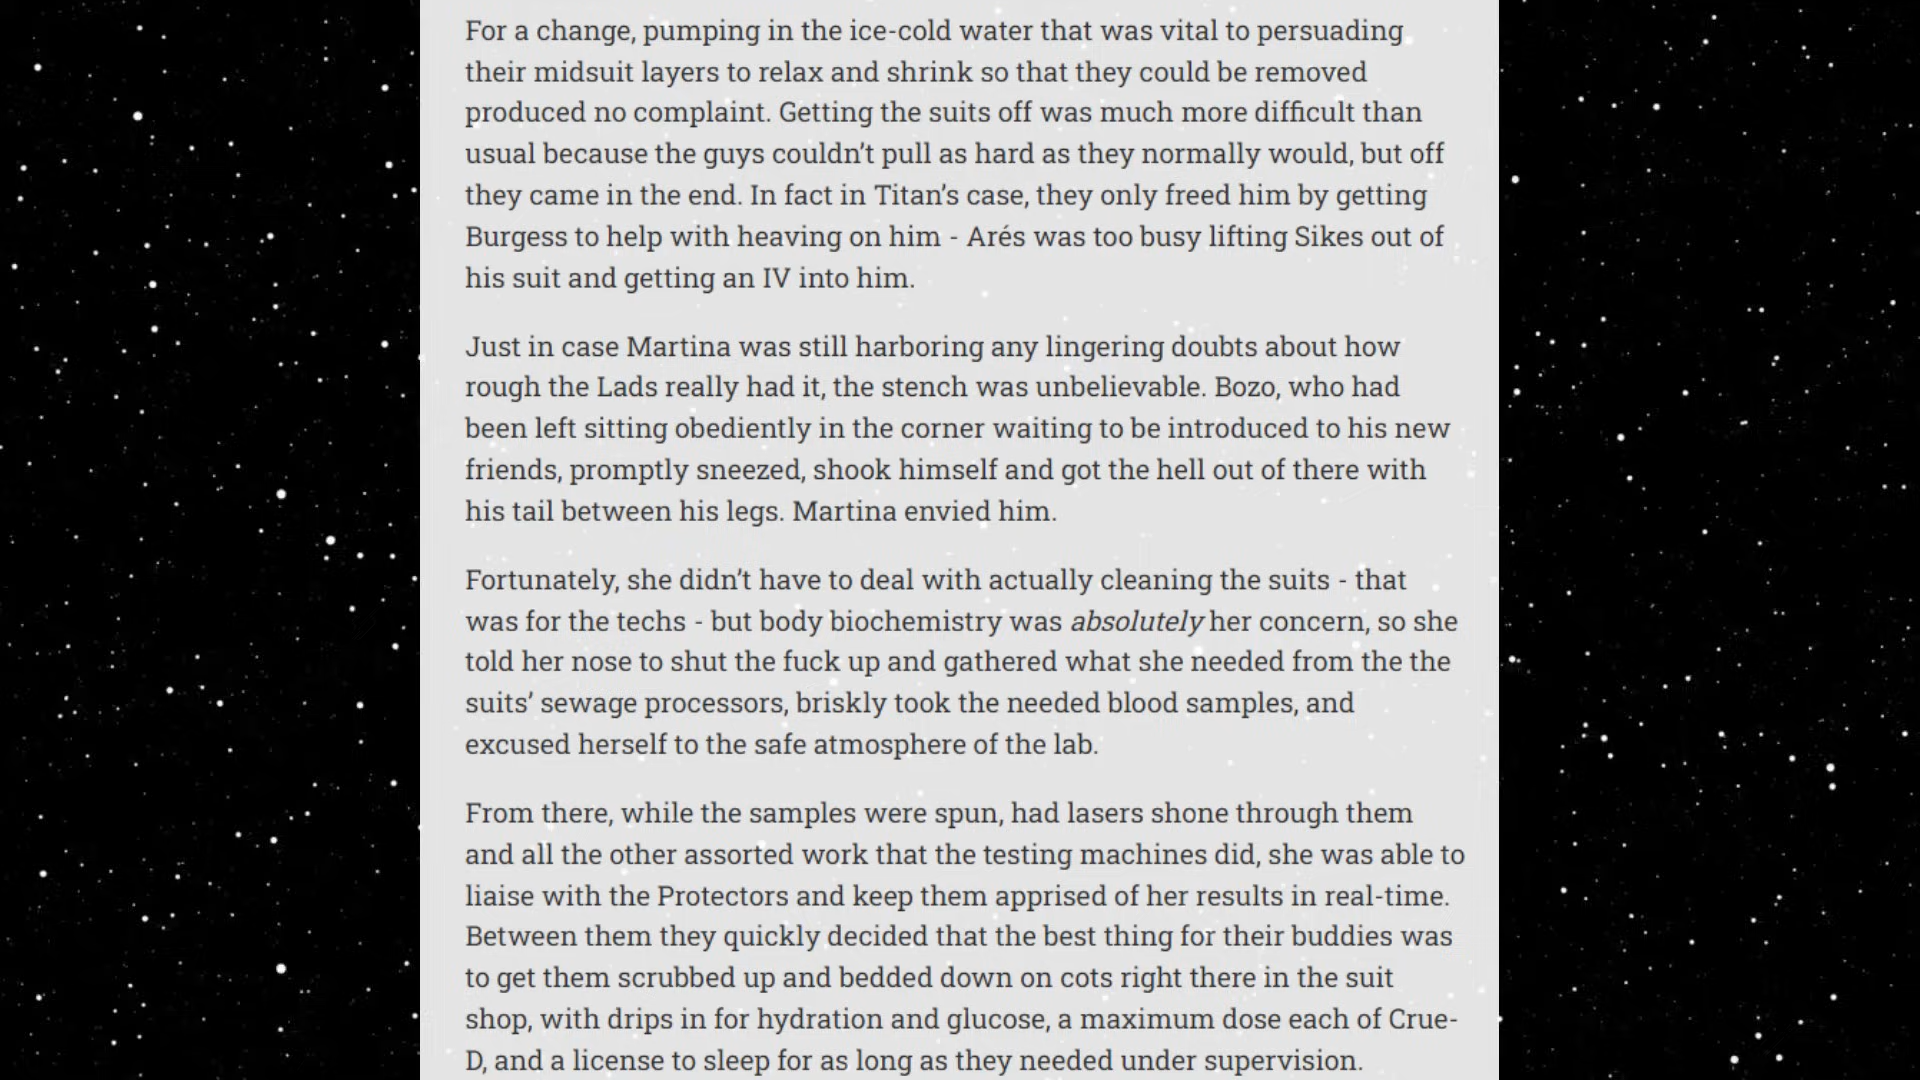 For a change, pumping in the ice-cold water that was vital to persuading
their midsuit layers to relax and shrink so that they could be removed
produced no complaint. Getting the suits off was much more difficult than
usual because the guys couldn’t pull as hard as they normally would, but off
they came in the end. In fact in Titan’s case, they only freed him by getting
Burgess to help with heaving on him - Arés was too busy lifting Sikes out of
his suit and getting an IV into him.
Just in case Martina was still harboring any lingering doubts about how
rough the Lads really had it, the stench was unbelievable. Bozo, who had
been left sitting obediently in the corner waiting to be introduced to his new
friends, promptly sneezed, shook himself and got the hell out of there with
his tail between his legs. Martina envied him.
Fortunately, she didn’t have to deal with actually cleaning the suits - that
was for the techs - but body biochemistry was absolutely her concern, so she
told her nose to shut the fuck up and gathered what she needed from the the
suits’ sewage processors, briskly took the needed blood samples, and
excused herself to the safe atmosphere of the lab.
From there, while the samples were spun, had lasers shone through them
and all the other assorted work that the testing machines did, she was able to
liaise with the Protectors and keep them apprised of her results in real-time.
Between them they quickly decided that the best thing for their buddies was
to get them scrubbed up and bedded down on cots right there in the suit
shop, with drips in for hydration and glucose, a maximum dose each of Crue-
D, and a license to sleep for as long as they needed under supervision.